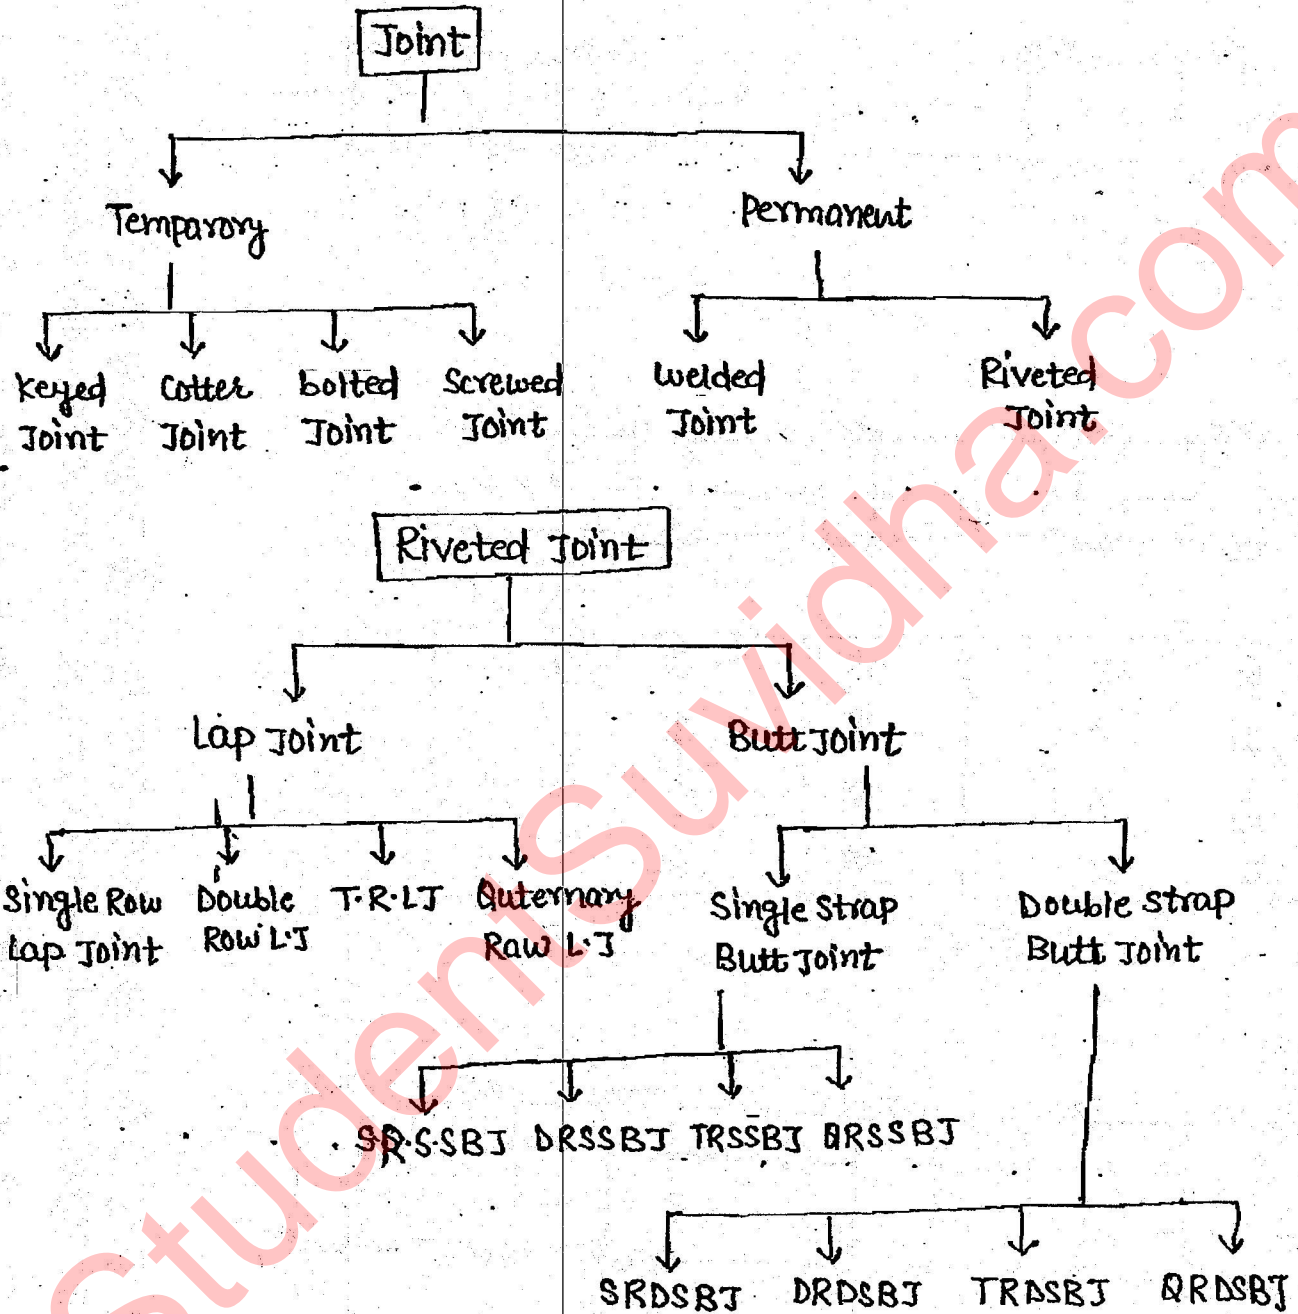 Joint
Temparory
Permanent
Keyed Joint
Cotter Joint
bolted Joint
Screwed Joint
Welded Joint
Riveted Joint
Riveted Joint
Lap Joint
Butt Joint
Single Row Lap Joint
Double Row L.J
T.R.LJ
Quternary Raw L.J
Single Strap Butt Joint
Double Strap Butt Joint
SR.S.SBJ DRSSBJ TRSSBJ QRSSBJ
SRDSBJ DRDSBJ TRDSBJ QRDSBJ
StudentSuvidha.com